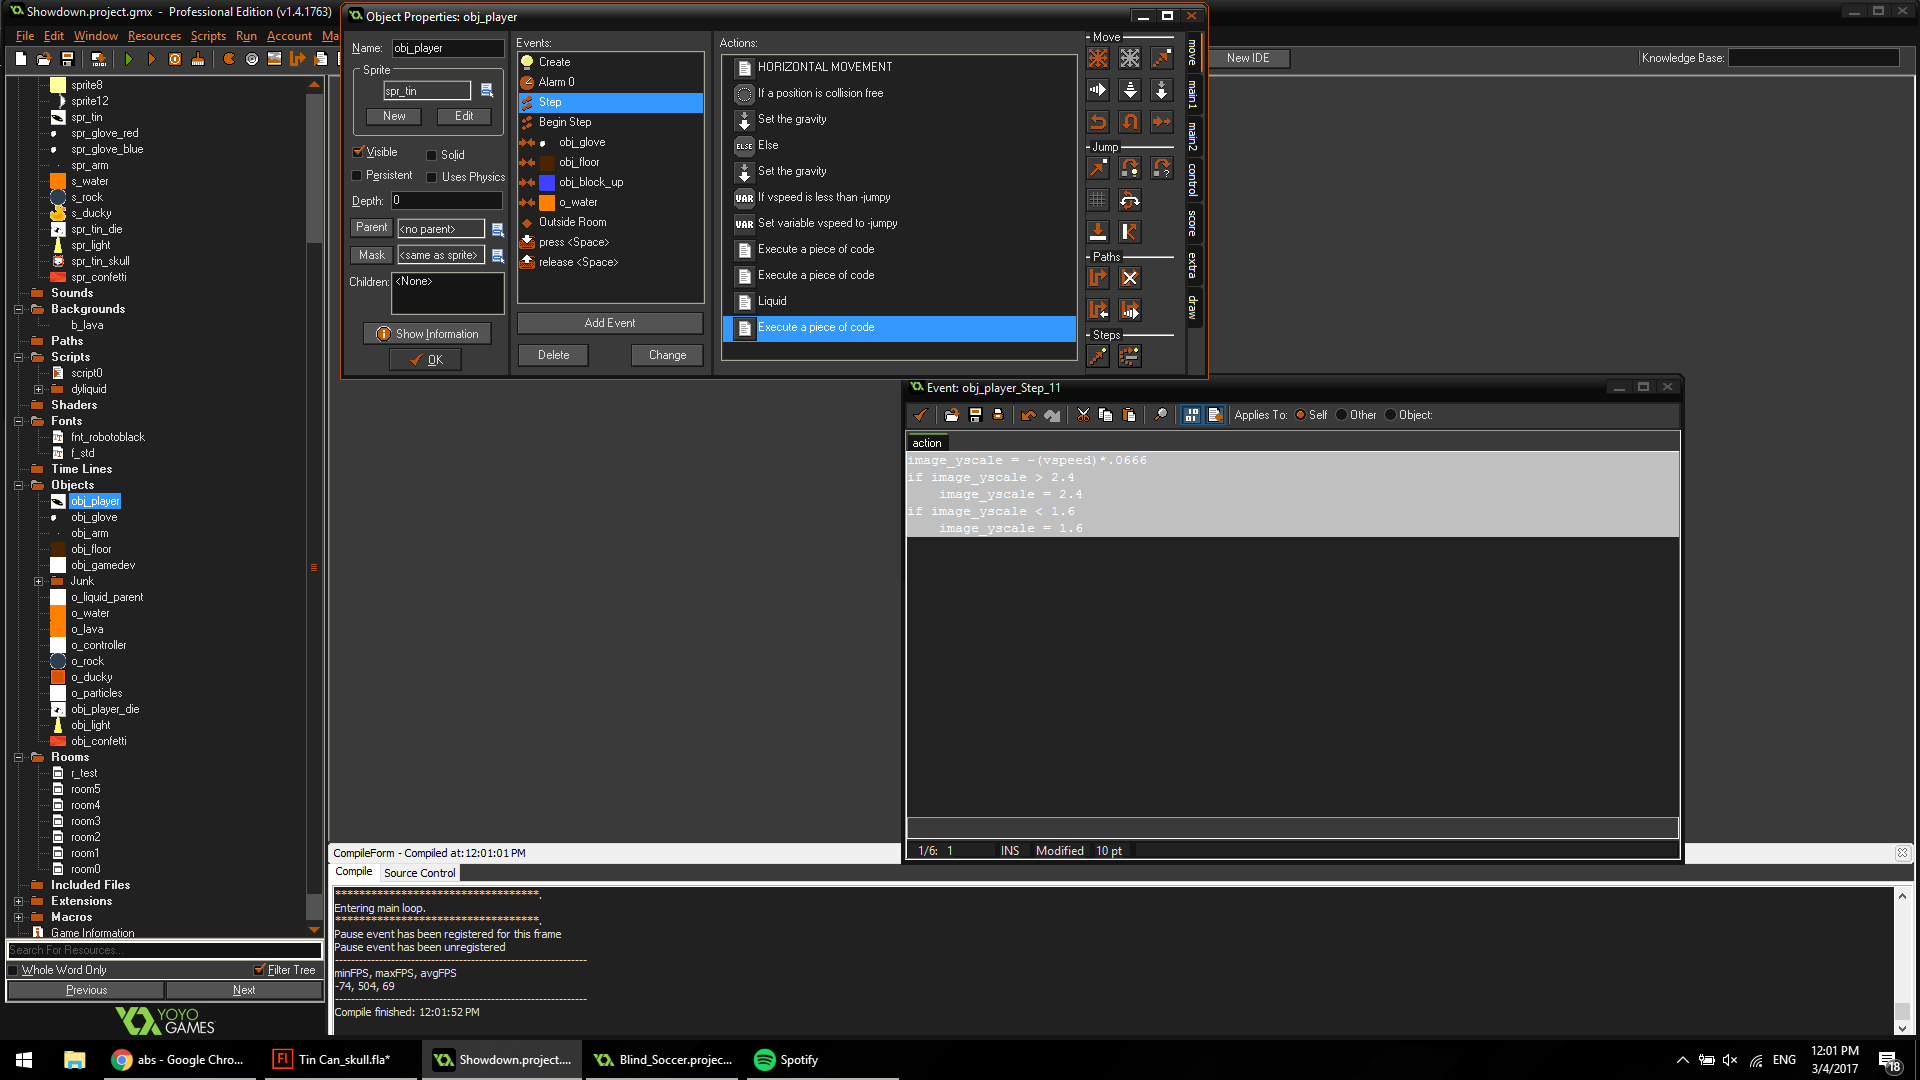 Showdown.project.gmx - Professional Edition (v1.4.1763)
File Edit Window Resources Scripts Run Account Ma
sprite8
sprite12
spr_tin
spr_glove_red
spr_glove_blue
spr_arm
s_water
s_rock
s_ducky
spr_tin_die
spr_light
spr_tin_skull
spr_confetti
Sounds
Backgrounds
b_lava
Paths
Scripts
script0
dyliquid
Shaders
Fonts
fnt_robotoblack
f_std
Time Lines
Objects
obj_player
obj_glove
obj_arm
obj_floor
obj_gamedev
Junk
o_liquid_parent
o_water
o_lava
o_controller
o_rock
o_ducky
o_particles
obj_player_die
obj_light
obj_confetti
Rooms
r_test
room5
room4
room3
room2
room1
room0
Included Files
Extensions
Macros
Game Information
Search For Resources...
Whole Word Only Filter Tree
Previous Next
YOYO GAMES
Object Properties: obj_player
Name: obj_player
Sprite
spr_tin
New Edit
Visible Solid
Persistent Uses Physics
Depth: 0
Parent <no parent>
Mask <same as sprite>
Children: <None>
Show Information
OK
Events:
Create
Alarm 0
Step
Begin Step
obj_glove
obj_floor
obj_block_up
o_water
Outside Room
press <Space>
release <Space>
Add Event
Delete Change
Actions:
HORIZONTAL MOVEMENT
If a position is collision free
Set the gravity
ELSE Else
Set the gravity
VAR If vspeed is less than -jumpy
VAR Set variable vspeed to -jumpy
Execute a piece of code
Execute a piece of code
Liquid
Execute a piece of code
Move
Jump
Paths
Steps
move
main1
main2
control
score
extra
draw
New IDE
Knowledge Base:
Event: obj_player_Step_11
Applies To: Self Other Object:
action
image_yscale = -(vspeed)*.0666
if image_yscale > 2.4
image_yscale = 2.4
if image_yscale < 1.6
image_yscale = 1.6
1/6: 1 INS Modified 10 pt
CompileForm - Compiled at: 12:01:01 PM
Compile Source Control
***********************************.
Entering main loop.
***********************************.
Pause event has been registered for this frame
Pause event has been unregistered
------------------------------------------------------------
minFPS, maxFPS, avgFPS
-74, 504, 69
------------------------------------------------------------
Compile finished: 12:01:52 PM
abs - Google Chro...
Fl Tin Can_skull.fla*
Showdown.project....
Blind_Soccer.projec...
Spotify
ENG
12:01 PM
3/4/2017
18